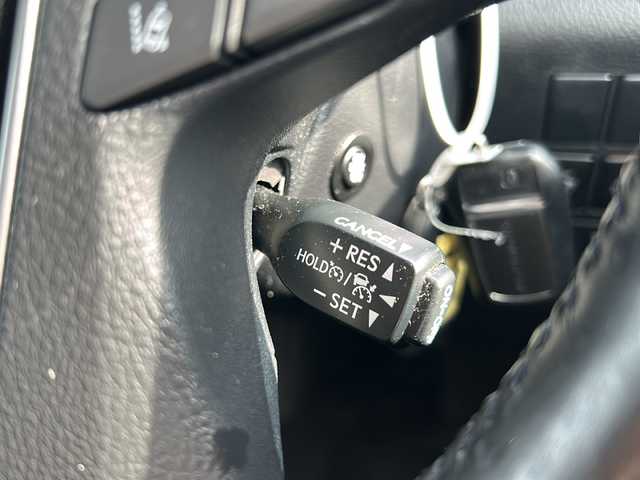 CANCEL▼
+ RES ▲
HOLD /
− SET ▼